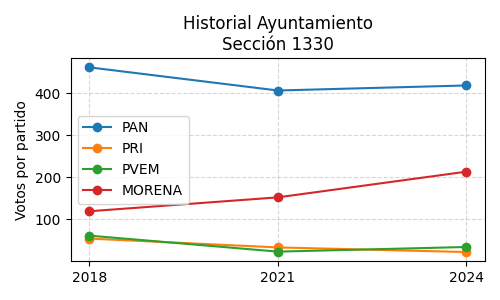 Historial Ayuntamiento
Sección 1330
Votos por partido
400
300
200
100
PAN
PRI
PVEM
MORENA
2018
2021
2024